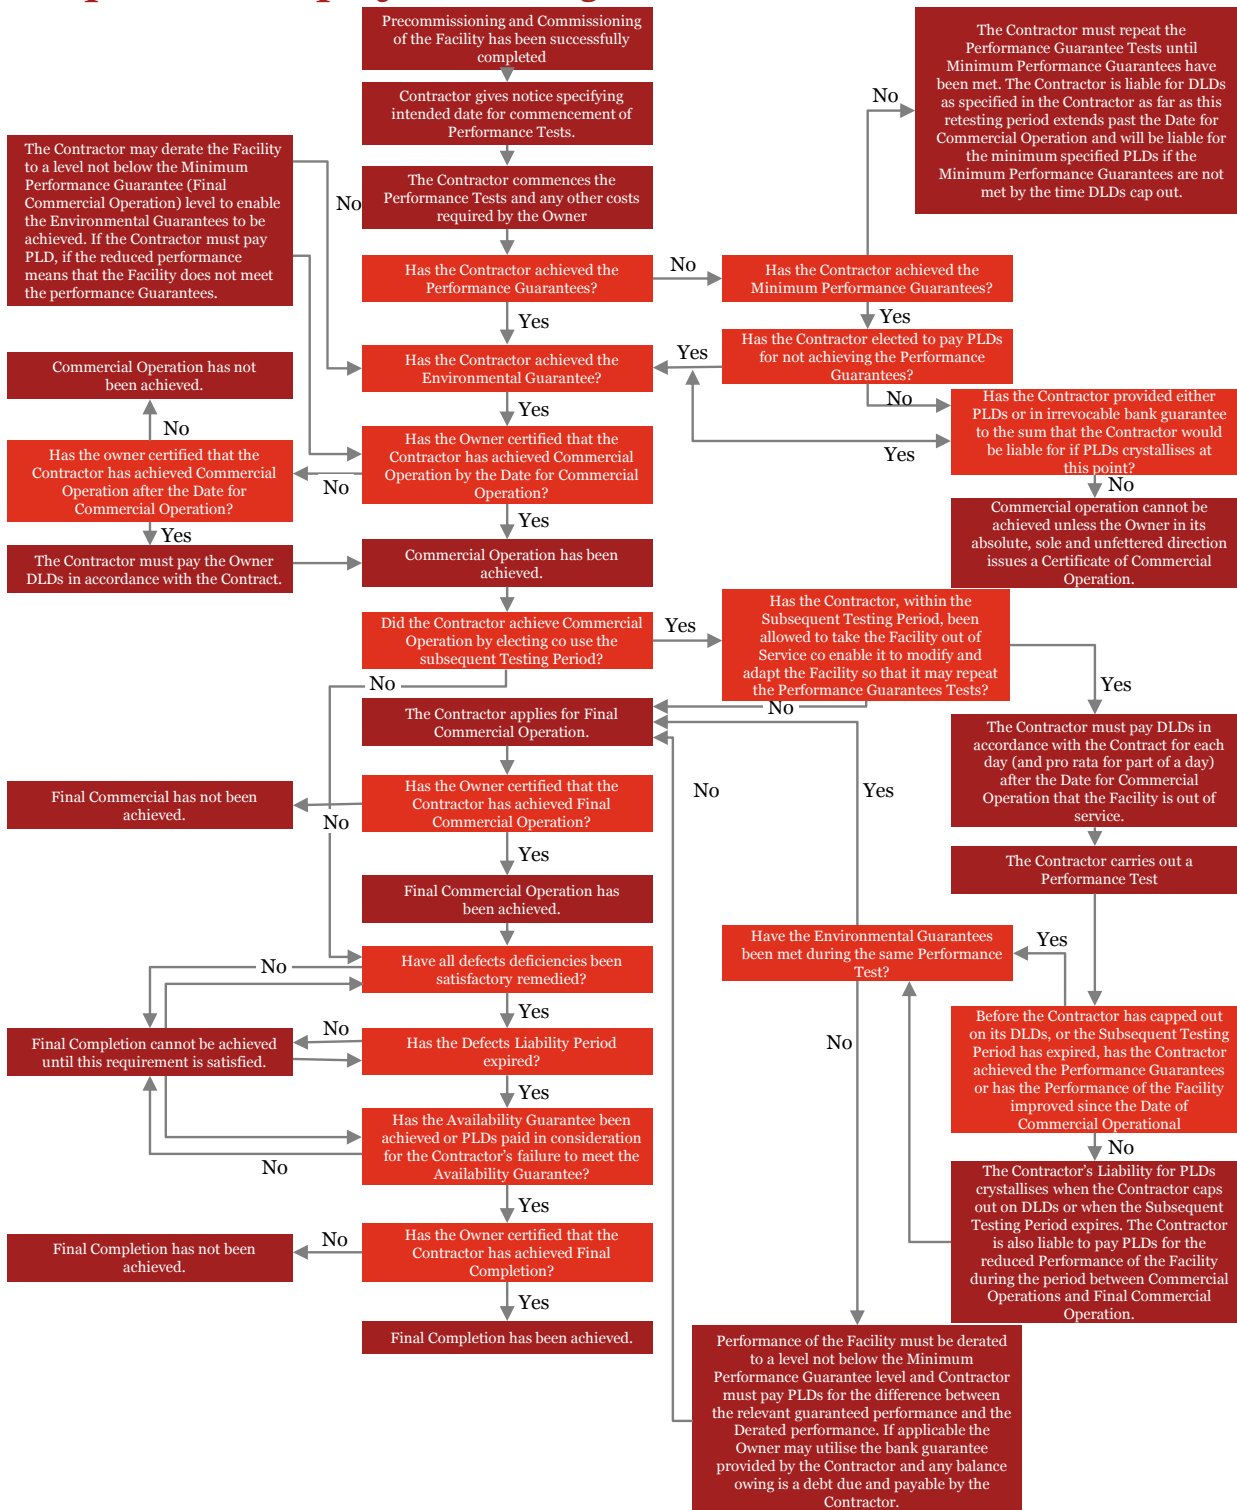 Precommissioning and Commissioning
of the Facility has been successfully
completed
The Contractor must repeat the
Performance Guarantee Tests until
Minimum Performance Guarantees have
been met. The Contractor is liable for DLDs
as specified in the Contractor as far as this
retesting period extends past the Date for
Commercial Operation and will be liable for
the minimum specified PLDs if the
Minimum Performance Guarantees are not
met by the time DLDs cap out.
No
Contractor gives notice specifying
intended date for commencement of
Performance Tests.
The Contractor may derate the Facility
to a level not below the Minimum
Performance Guarantee (Final
Commercial Operation) level to enable
the Environmental Guarantees to be
achieved. If the Contractor must pay
PLD, if the reduced performance
means that the Facility does not meet
the performance Guarantees.
No
The Contractor commences the
Performance Tests and any other costs
required by the Owner
Has the Contractor achieved the
Performance Guarantees?
No
Has the Contractor achieved the
Minimum Performance Guarantees?
Yes
Yes
Has the Contractor achieved the
Environmental Guarantee?
Yes
Has the Contractor elected to pay PLDs
for not achieving the Performance
Guarantees?
Commercial Operation has not
been achieved.
Yes
No
Has the Contractor provided either
PLDs or in irrevocable bank guarantee
to the sum that the Contractor would
be liable for if PLDs crystallises at
this point?
Yes
No
No
Has the owner certified that the
Contractor has achieved Commercial
Operation after the Date for
Commercial Operation?
No
Has the Owner certified that the
Contractor has achieved Commercial
Operation by the Date for Commercial
Operation?
Yes
Yes
Commercial operation cannot be
achieved unless the Owner in its
absolute, sole and unfettered direction
issues a Certificate of Commercial
Operation.
The Contractor must pay the Owner
DLDs in accordance with the Contract.
Commercial Operation has been
achieved.
Did the Contractor achieve Commercial
Operation by electing co use the
subsequent Testing Period?
Yes
Has the Contractor, within the
Subsequent Testing Period, been
allowed to take the Facility out of
Service co enable it to modify and
adapt the Facility so that it may repeat
the Performance Guarantees Tests?
Yes
No
No
The Contractor applies for Final
Commercial Operation.
The Contractor must pay DLDs in
accordance with the Contract for each
day (and pro rata for part of a day)
after the Date for Commercial
Operation that the Facility is out of
service.
Final Commercial has not been
achieved.
No
Has the Owner certified that the
Contractor has achieved Final
Commercial Operation?
No
Yes
Yes
The Contractor carries out a
Performance Test
Final Commercial Operation has
been achieved.
Have the Environmental Guarantees
been met during the same Performance
Test?
Yes
No
Have all defects deficiencies been
satisfactory remedied?
Yes
No
Before the Contractor has capped out
on its DLDs, or the Subsequent Testing
Period has expired, has the Contractor
achieved the Performance Guarantees
or has the Performance of the Facility
improved since the Date of
Commercial Operational
Final Completion cannot be achieved
until this requirement is satisfied.
No
Has the Defects Liability Period
expired?
Yes
Has the Availability Guarantee been
achieved or PLDs paid in consideration
for the Contractor's failure to meet the
Availability Guarantee?
No
Yes
No
The Contractor's Liability for PLDs
crystallises when the Contractor caps
out on DLDs or when the Subsequent
Testing Period expires. The Contractor
is also liable to pay PLDs for the
reduced Performance of the Facility
during the period between Commercial
Operations and Final Commercial
Operation.
Final Completion has not been
achieved.
No
Has the Owner certified that the
Contractor has achieved Final
Completion?
Yes
Final Completion has been achieved.
Performance of the Facility must be derated
to a level not below the Minimum
Performance Guarantee level and Contractor
must pay PLDs for the difference between
the relevant guaranteed performance and the
Derated performance. If applicable the
Owner may utilise the bank guarantee
provided by the Contractor and any balance
owing is a debt due and payable by the
Contractor.